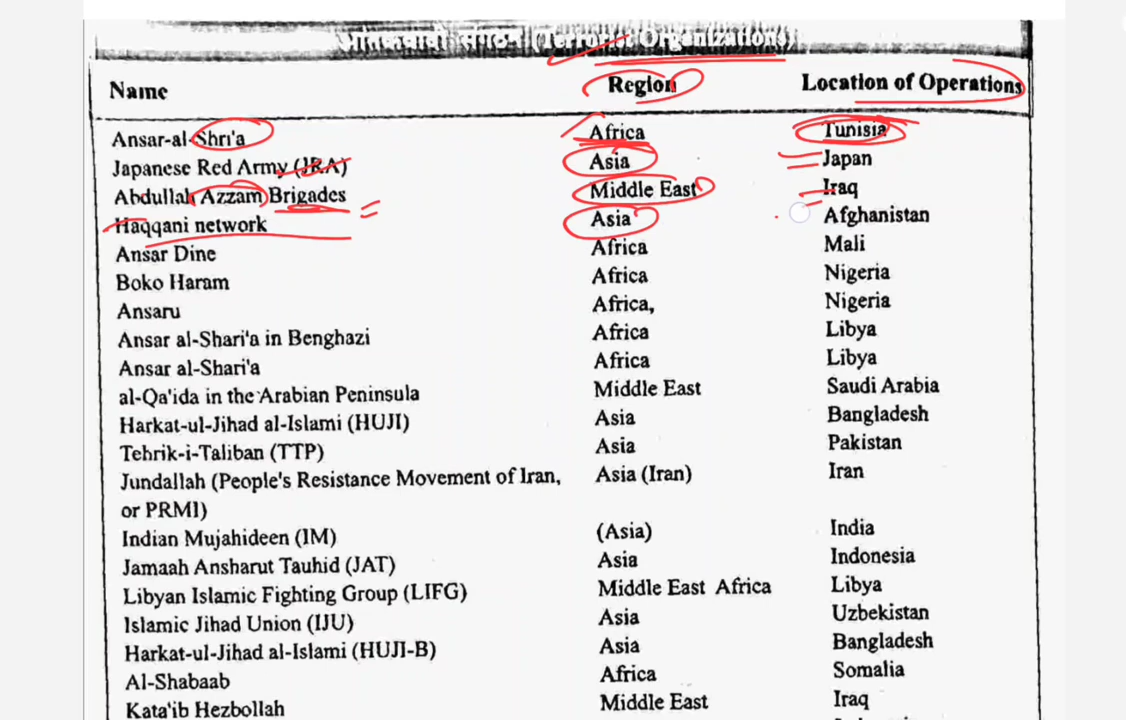 आतंकवादी संगठन (Terrorist Organizations)
Name Region Location of Operations
Ansar-al-Shri'a Africa Tunisia
Japanese Red Army (JRA) Asia Japan
Abdullah Azzam Brigades Middle East Iraq
Haqqani network Asia Afghanistan
Ansar Dine Africa Mali
Boko Haram Africa Nigeria
Ansaru Africa, Nigeria
Ansar al-Shari'a in Benghazi Africa Libya
Ansar al-Shari'a Africa Libya
al-Qa'ida in the Arabian Peninsula Middle East Saudi Arabia
Harkat-ul-Jihad al-Islami (HUJI) Asia Bangladesh
Tehrik-i-Taliban (TTP) Asia Pakistan
Jundallah (People's Resistance Movement of Iran, Asia (Iran) Iran
or PRMI)
Indian Mujahideen (IM) (Asia) India
Jamaah Ansharut Tauhid (JAT) Asia Indonesia
Libyan Islamic Fighting Group (LIFG) Middle East Africa Libya
Islamic Jihad Union (IJU) Asia Uzbekistan
Harkat-ul-Jihad al-Islami (HUJI-B) Asia Bangladesh
Al-Shabaab Africa Somalia
Kata'ib Hezbollah Middle East Iraq